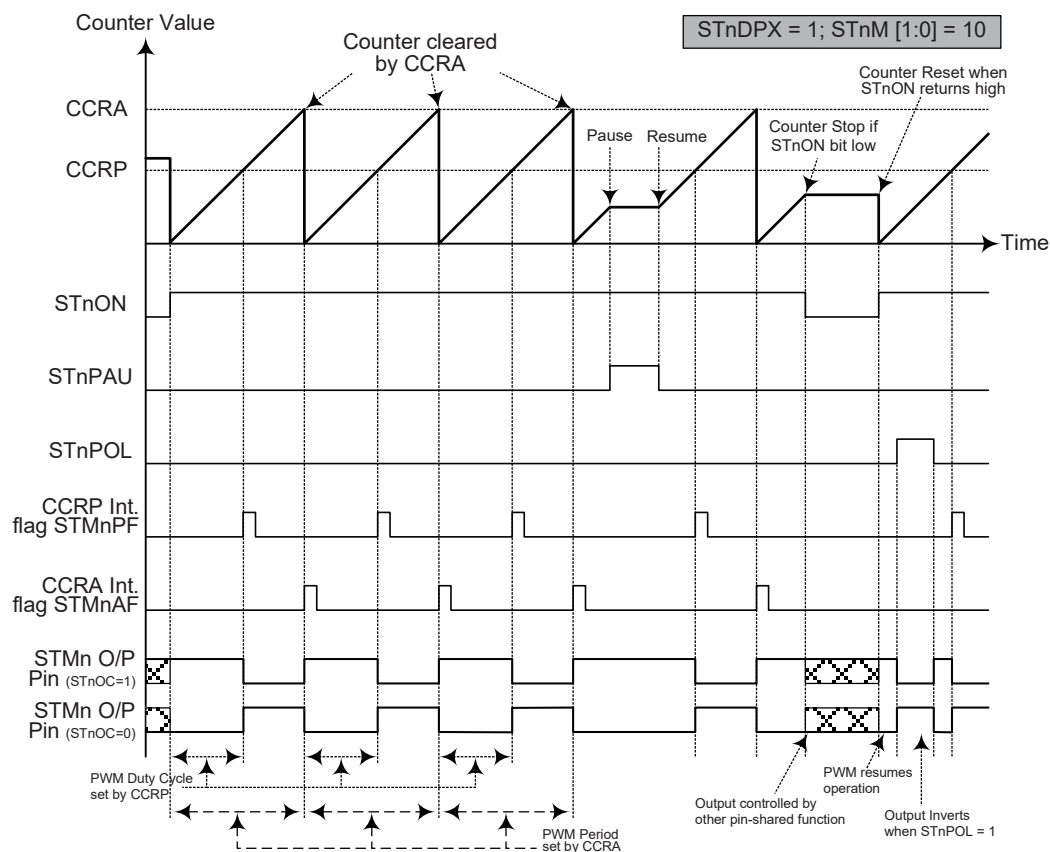 Counter Value
STnDPX = 1; STnM [1:0] = 10
Counter cleared
by CCRA
Counter Reset when
STnON returns high
CCRA
Pause
Resume
Counter Stop if
STnON bit low
CCRP
Time
STnON
STnPAU
STnPOL
CCRP Int.
flag STMnPF
CCRA Int.
flag STMnAF
STMn O/P
Pin (STnOC=1)
STMn O/P
Pin (STnOC=0)
PWM Duty Cycle
set by CCRP
PWM resumes
operation
Output controlled by
other pin-shared function
Output Inverts
when STnPOL = 1
PWM Period
set by CCRA